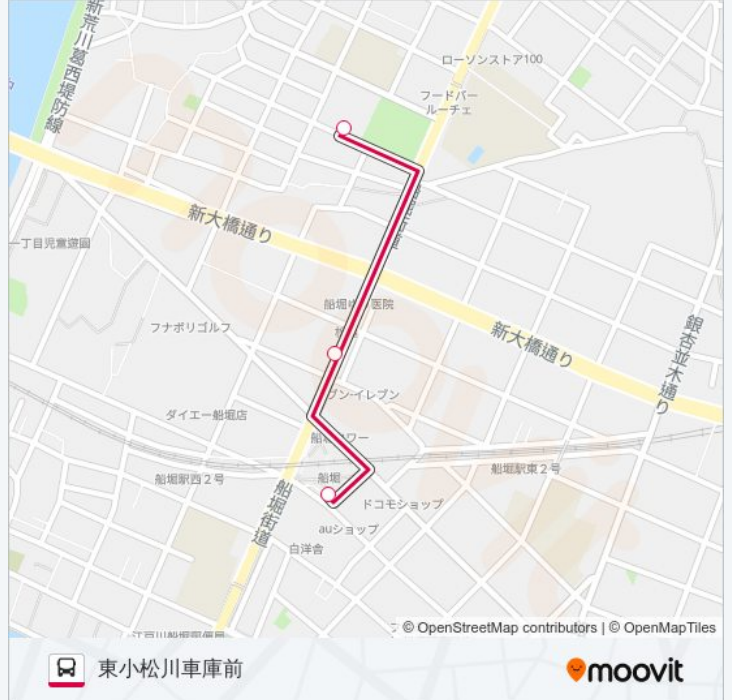 新荒川葛西堤防線
ローソンストア100
フードバー
ルーチェ
新大橋通り
一丁目児童遊園
船堀
医院
フナボリゴルフ
新大橋通り
銀杏並木通り
ブン-イレブン
ダイエー船堀店
船堀タワー
船堀駅西2号
船堀
船堀駅東2号
ドコモショップ
船堀街道
auショップ
白洋舎
© OpenStreetMap contributors | © OpenMapTiles
東小松川車庫前
moovit